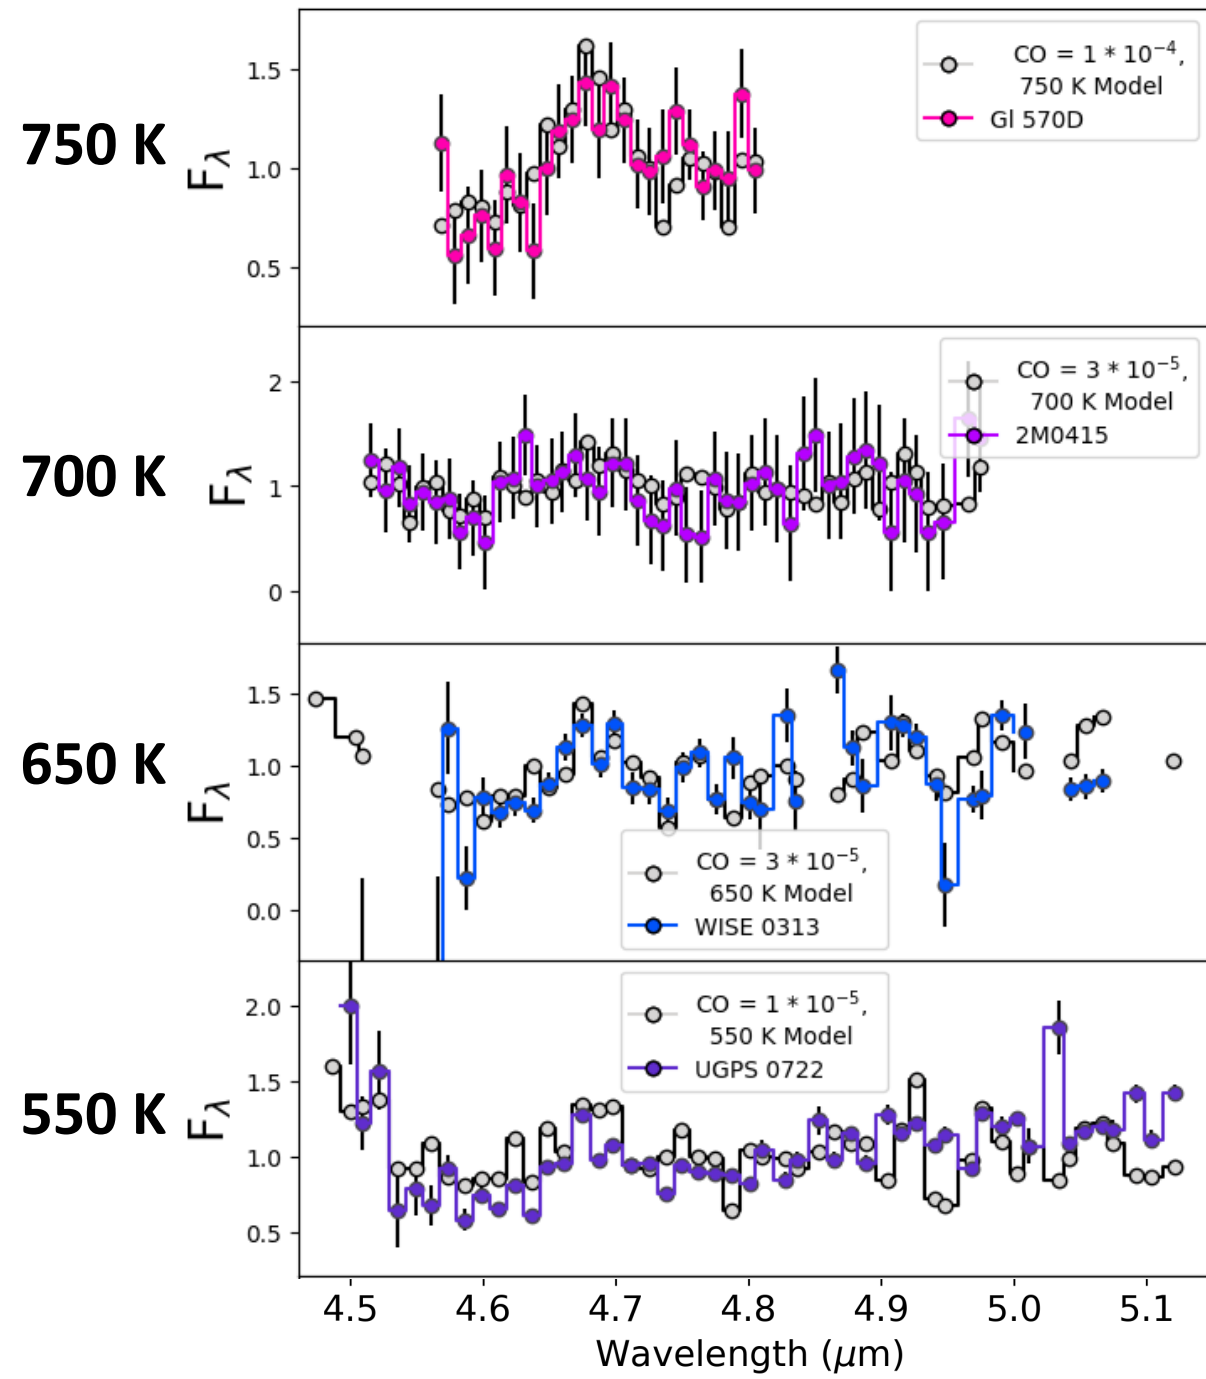 750 K
Fλ
1.5
1.0
0.5
CO = 1 * 10⁻⁴,
750 K Model
Gl 570D
700 K
Fλ
2
1
0
CO = 3 * 10⁻⁵,
700 K Model
2M0415
650 K
Fλ
1.5
1.0
0.5
0.0
CO = 3 * 10⁻⁵,
650 K Model
WISE 0313
550 K
Fλ
2.0
1.5
1.0
0.5
CO = 1 * 10⁻⁵,
550 K Model
UGPS 0722
4.5 4.6 4.7 4.8 4.9 5.0 5.1
Wavelength (μm)